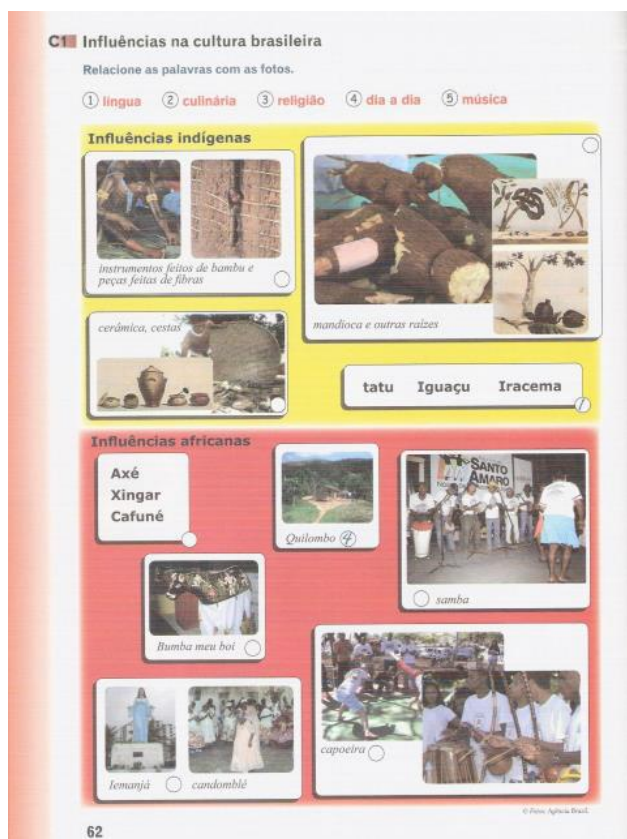 C1 Influências na cultura brasileira
Relacione as palavras com as fotos.
1 língua 2 culinária 3 religião 4 dia a dia 5 música
Influências indígenas
instrumentos feitos de bambu e
peças feitas de fibras
mandioca e outras raízes
cerâmica, cestas
tatu Iguaçu Iracema
1
Influências africanas
Axé
Xingar
Cafuné
Quilombo 4
SANTO
AMARO
samba
Bumba meu boi
Iemanjá candomblé
capoeira
© Fotos: Agência Brasil.
62